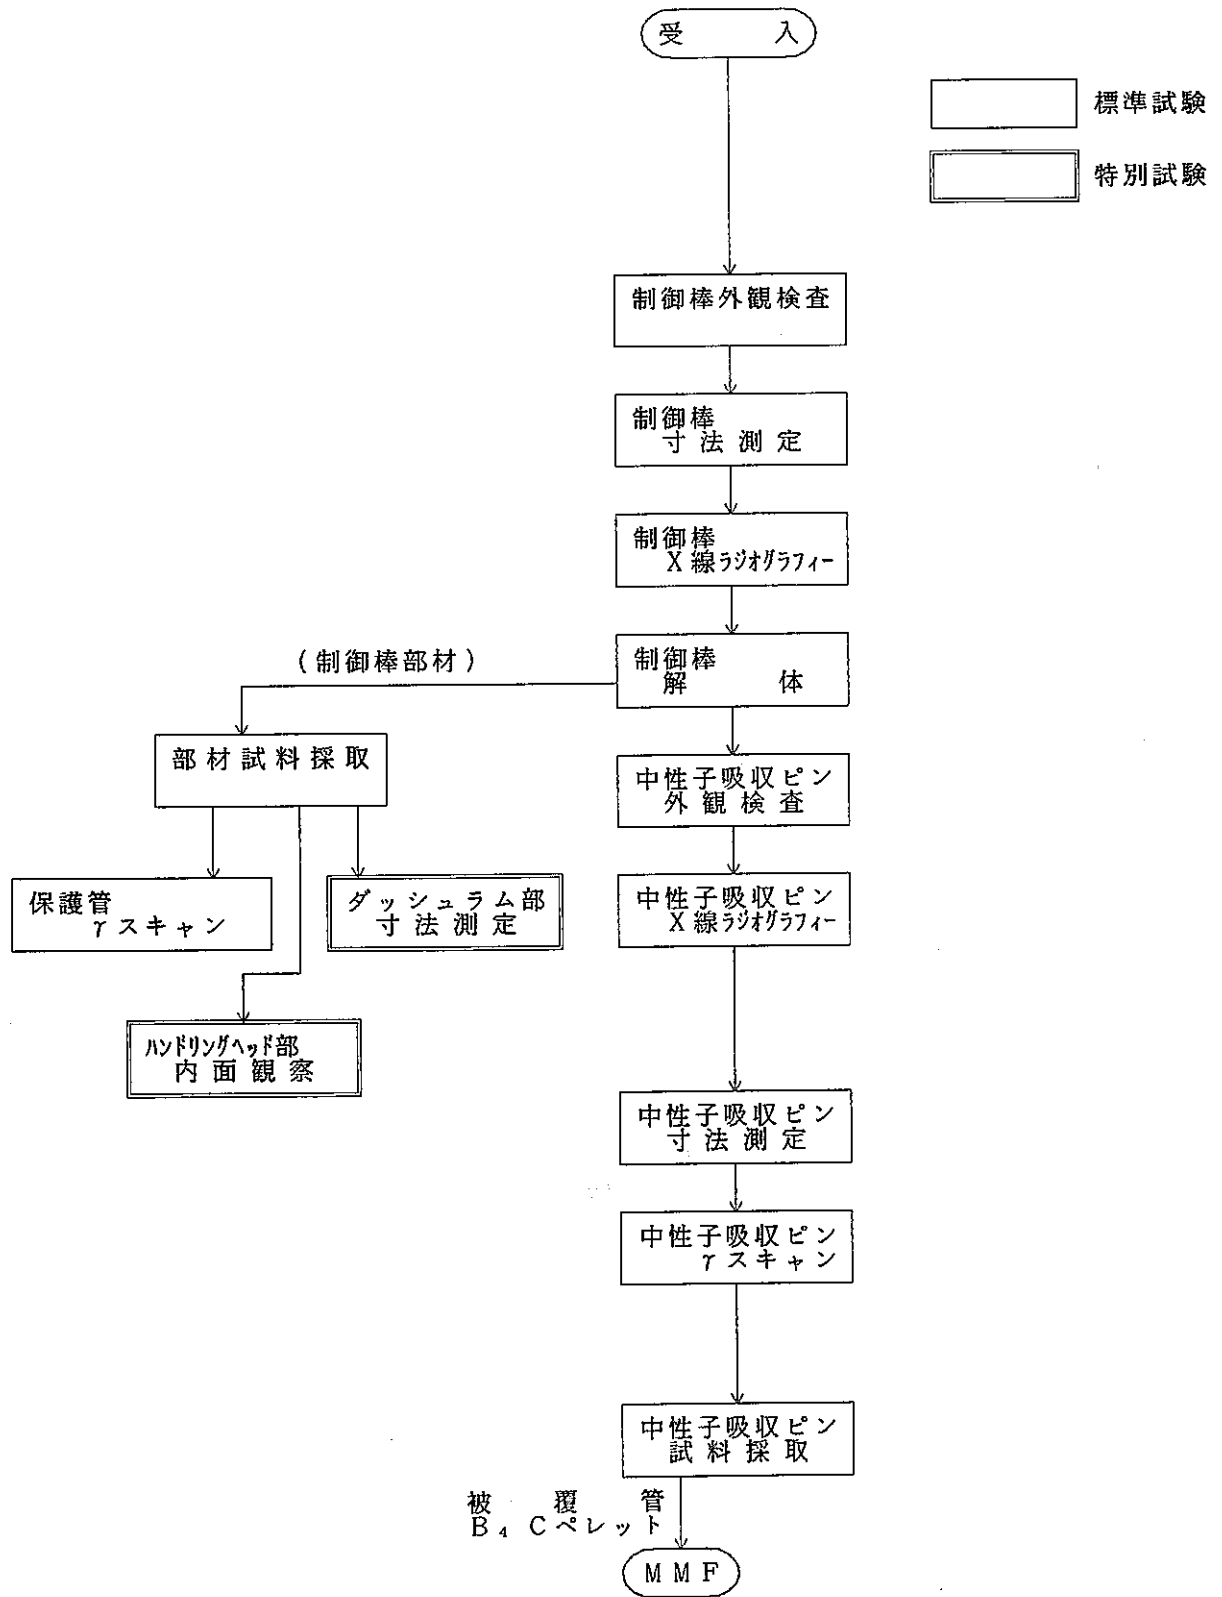 受 入
標準試験
特別試験
制御棒外観検査
制御棒
寸法測定
制御棒
X線ラジオグラフィー
制御棒
解 体
(制御棒部材)
部材試料採取
中性子吸収ピン
外観検査
保護管
γスキャン
ダッシュラム部
寸法測定
中性子吸収ピン
X線ラジオグラフィー
ハンドリングヘッド部
内面観察
中性子吸収ピン
寸法測定
中性子吸収ピン
γスキャン
中性子吸収ピン
試料採取
被 覆 管
B₄Cペレット
MMF